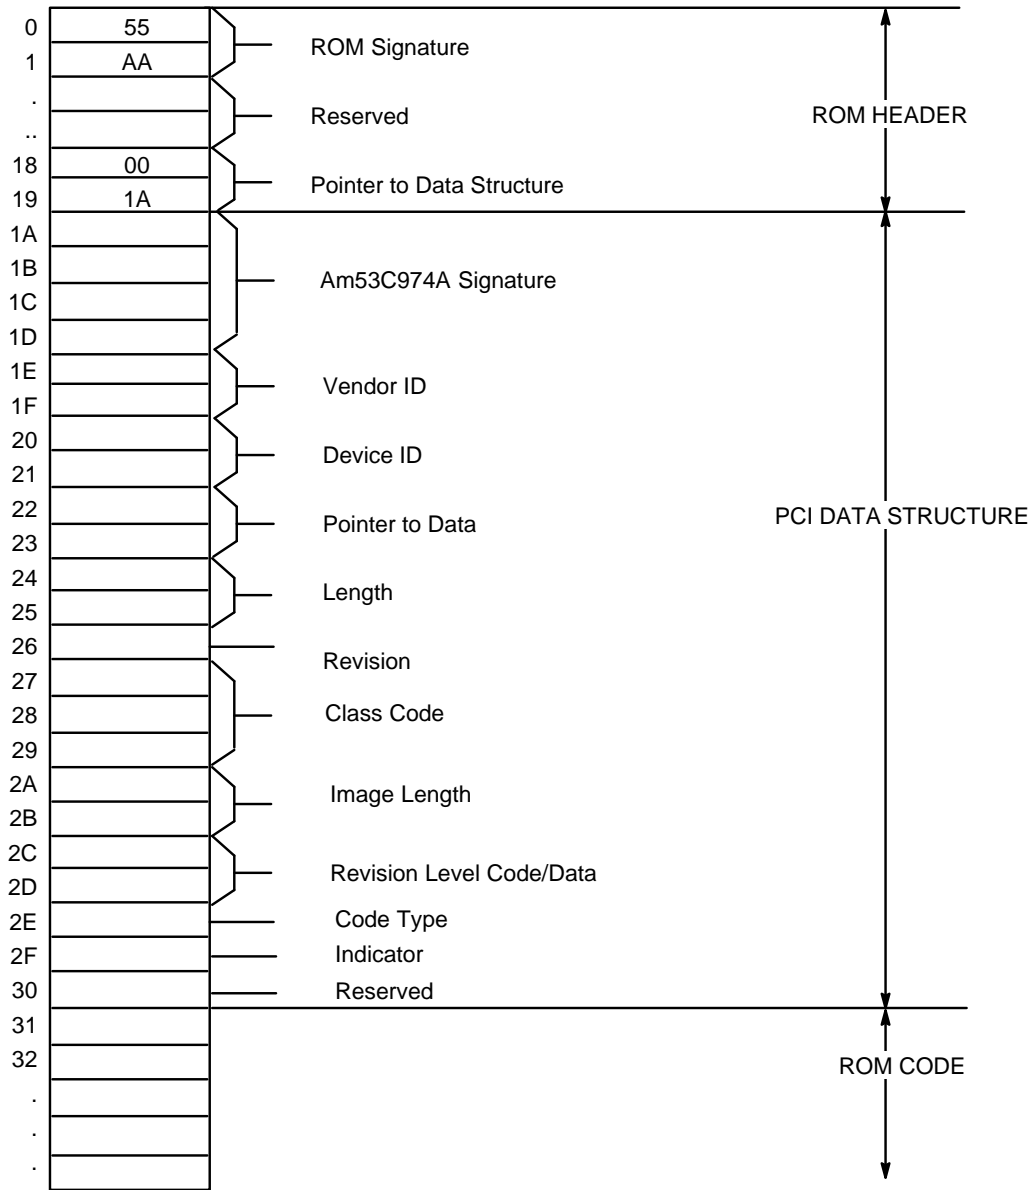 0 55
ROM Signature
1 AA
.
Reserved
ROM HEADER
..
18 00
Pointer to Data Structure
19 1A
1A
1B
Am53C974A Signature
1C
1D
1E
Vendor ID
1F
20
Device ID
21
22
Pointer to Data
PCI DATA STRUCTURE
23
24
Length
25
26
Revision
27
28
Class Code
29
2A
Image Length
2B
2C
Revision Level Code/Data
2D
2E
Code Type
2F
Indicator
30
Reserved
31
32
ROM CODE
.
.
.